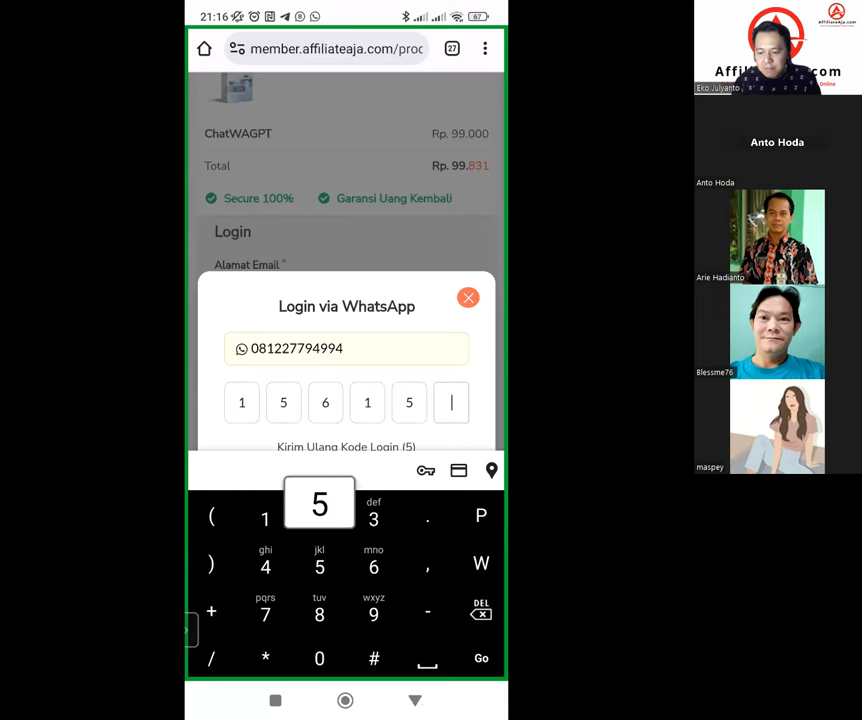 21:16
67
member.affiliateaja.com/proc
27
ChatWAGPT
Rp. 99.000
Total
Rp. 99.831
Secure 100%
Garansi Uang Kembali
Login
Alamat Email *
Login via WhatsApp
081227794994
1 5 6 1 5
Kirim Ulang Kode Login (5)
5
( 1 def 3 . P
) ghi 4 jkl 5 mno 6 , W
+ pqrs 7 tuv 8 wxyz 9 - DEL
/ * 0 # Go
AffiliateAja.com
Eko Julyanto
Anto Hoda
Anto Hoda
Arie Hadianto
Blessme76
maspey